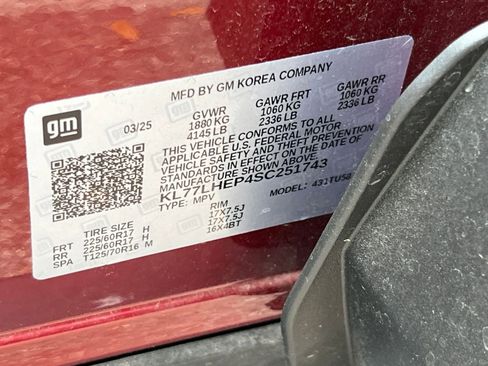 gm
MFD BY GM KOREA COMPANY
03/25 GVWR GAWR FRT GAWR RR
1880 KG 1060 KG 1060 KG
4145 LB 2336 LB 2336 LB
THIS VEHICLE CONFORMS TO ALL
APPLICABLE U.S. FEDERAL MOTOR
VEHICLE SAFETY AND THEFT PREVENTION
STANDARDS IN EFFECT ON THE DATE OF
MANUFACTURE SHOWN ABOVE.
KL77LHEP4SC251743
TYPE: MPV MODEL:
TIRE SIZE RIM
FRT 225/60R17 H 17X7.5J
RR 225/60R17 H 17X7.5J
SPA T125/70R16 M 16X4BT